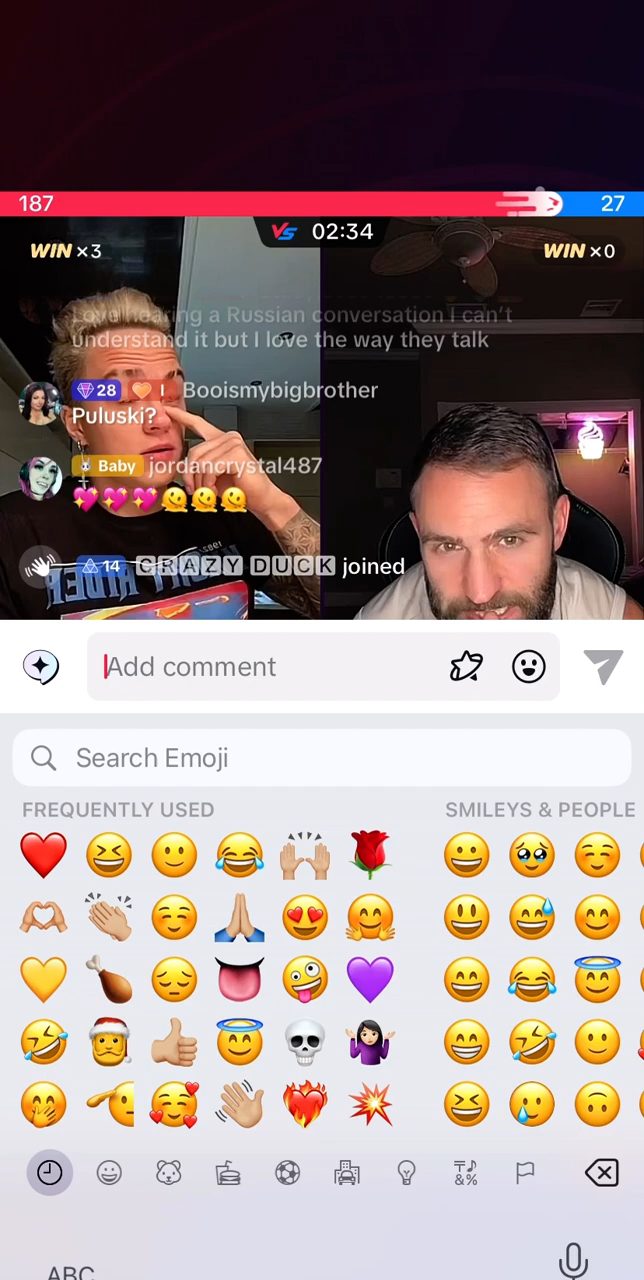 187
27
VS 02:34
WIN ×3
WIN ×0
Love hearing a Russian conversation I can't
understand it but I love the way they talk
28 I Booismybigbrother
Puluski?
Baby jordancrystal487
14 CRAZY DUCK joined
Add comment
Search Emoji
FREQUENTLY USED
SMILEYS & PEOPLE
ABC